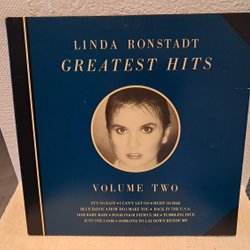 LINDA RONSTADT
GREATEST HITS
VOLUME TWO
IT'S SO EASY • I CAN'T LET GO • HURT SO BAD
BLUE BAYOU • HOW DO I MAKE YOU • BACK IN THE U.S.A.
OOH BABY BABY • POOR POOR PITIFUL ME • TUMBLING DICE
JUST ONE LOOK • SOMEONE TO LAY DOWN BESIDE ME